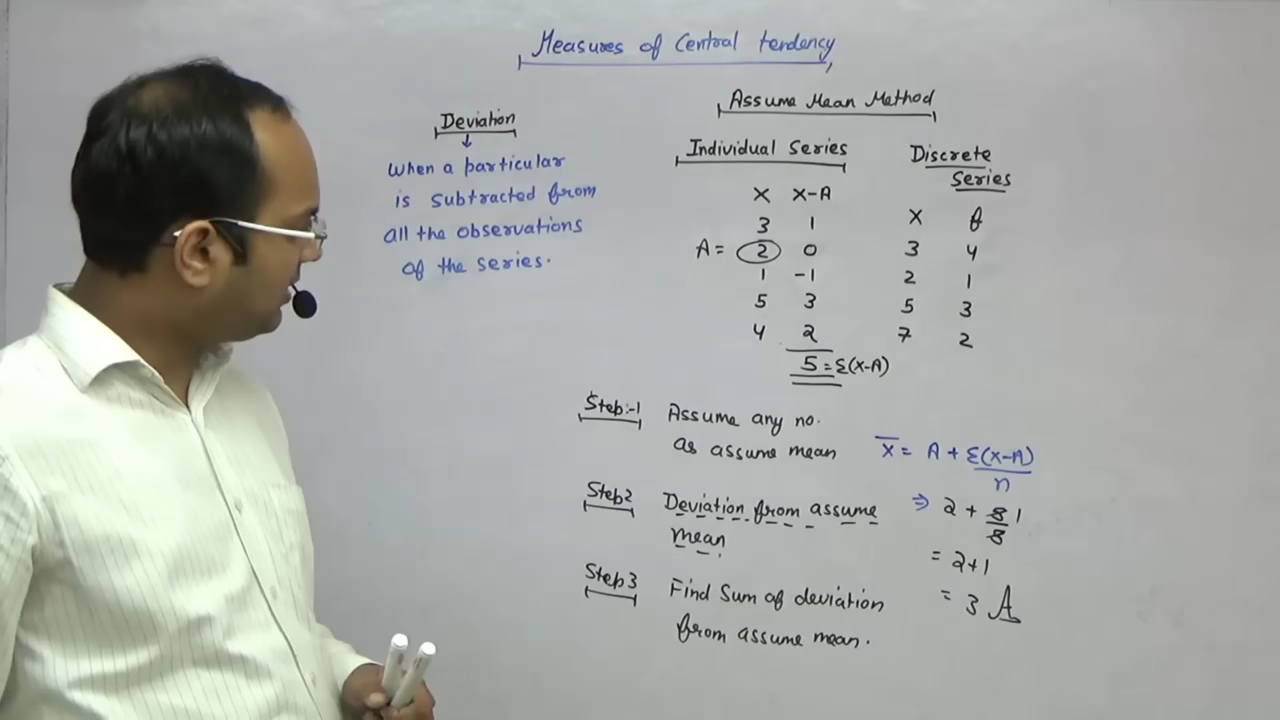 Measures of Central tendency
Deviation
When a particular
is subtracted from
all the observations
of the series.
Assume Mean Method
Individual Series
X X-A
3 1
A = 2 0
1 -1
5 3
4 2
5 = Σ(X-A)
Discrete
Series
X f
3 4
2 1
5 3
7 2
Step:-1 Assume any no.
as assume mean
Step2 Deviation from assume
mean
Step3 Find Sum of deviation
from assume mean.
X̅ = A + Σ(X-A)
n
⇒ 2 + 5 1
5
= 2+1
= 3 A